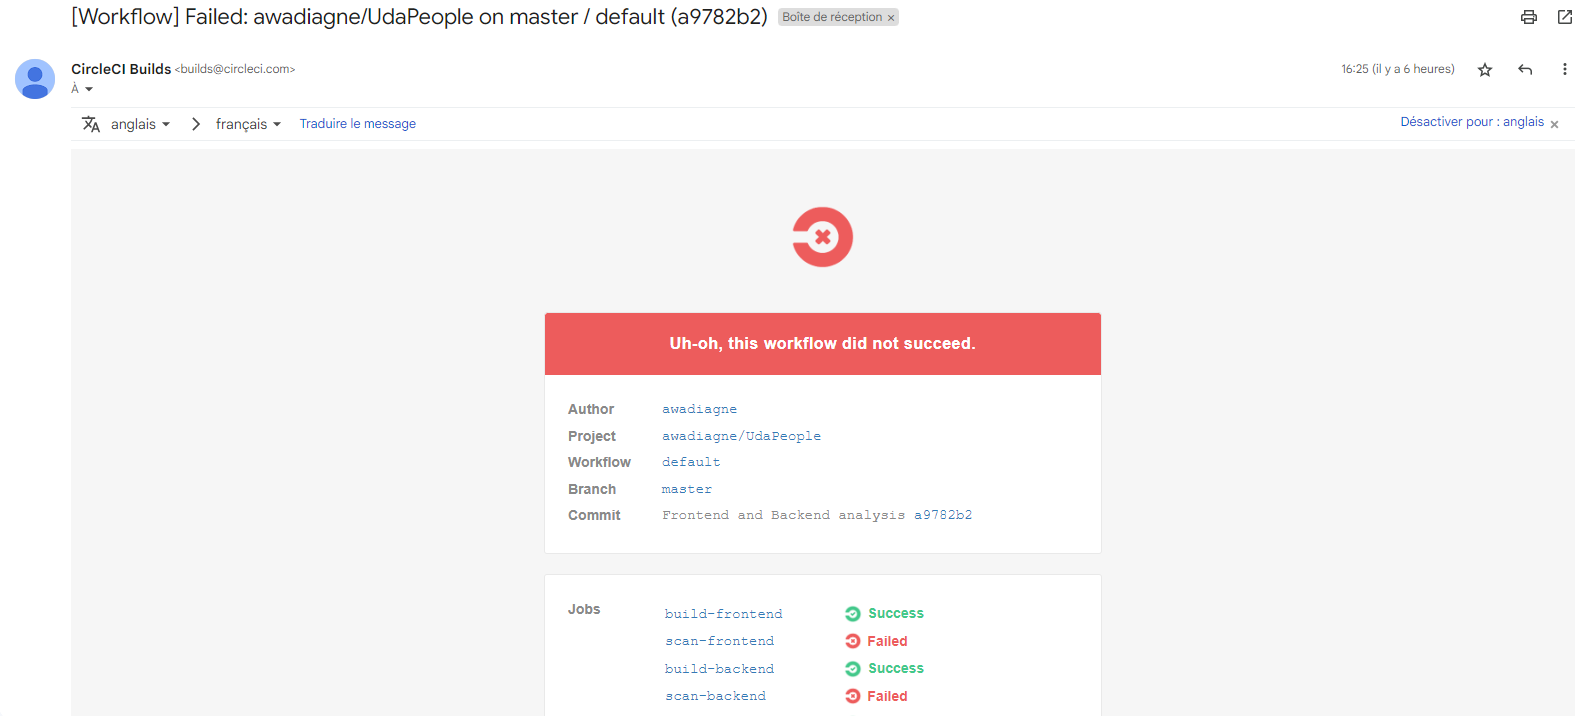 [Workflow] Failed: awadiagne/UdaPeople on master / default (a9782b2) Boîte de réception ×
CircleCI Builds <builds@circleci.com> 16:25 (il y a 6 heures)
À
anglais > français Traduire le message Désactiver pour : anglais ×
Uh-oh, this workflow did not succeed.
Author awadiagne
Project awadiagne/UdaPeople
Workflow default
Branch master
Commit Frontend and Backend analysis a9782b2
Jobs build-frontend Success
scan-frontend Failed
build-backend Success
scan-backend Failed